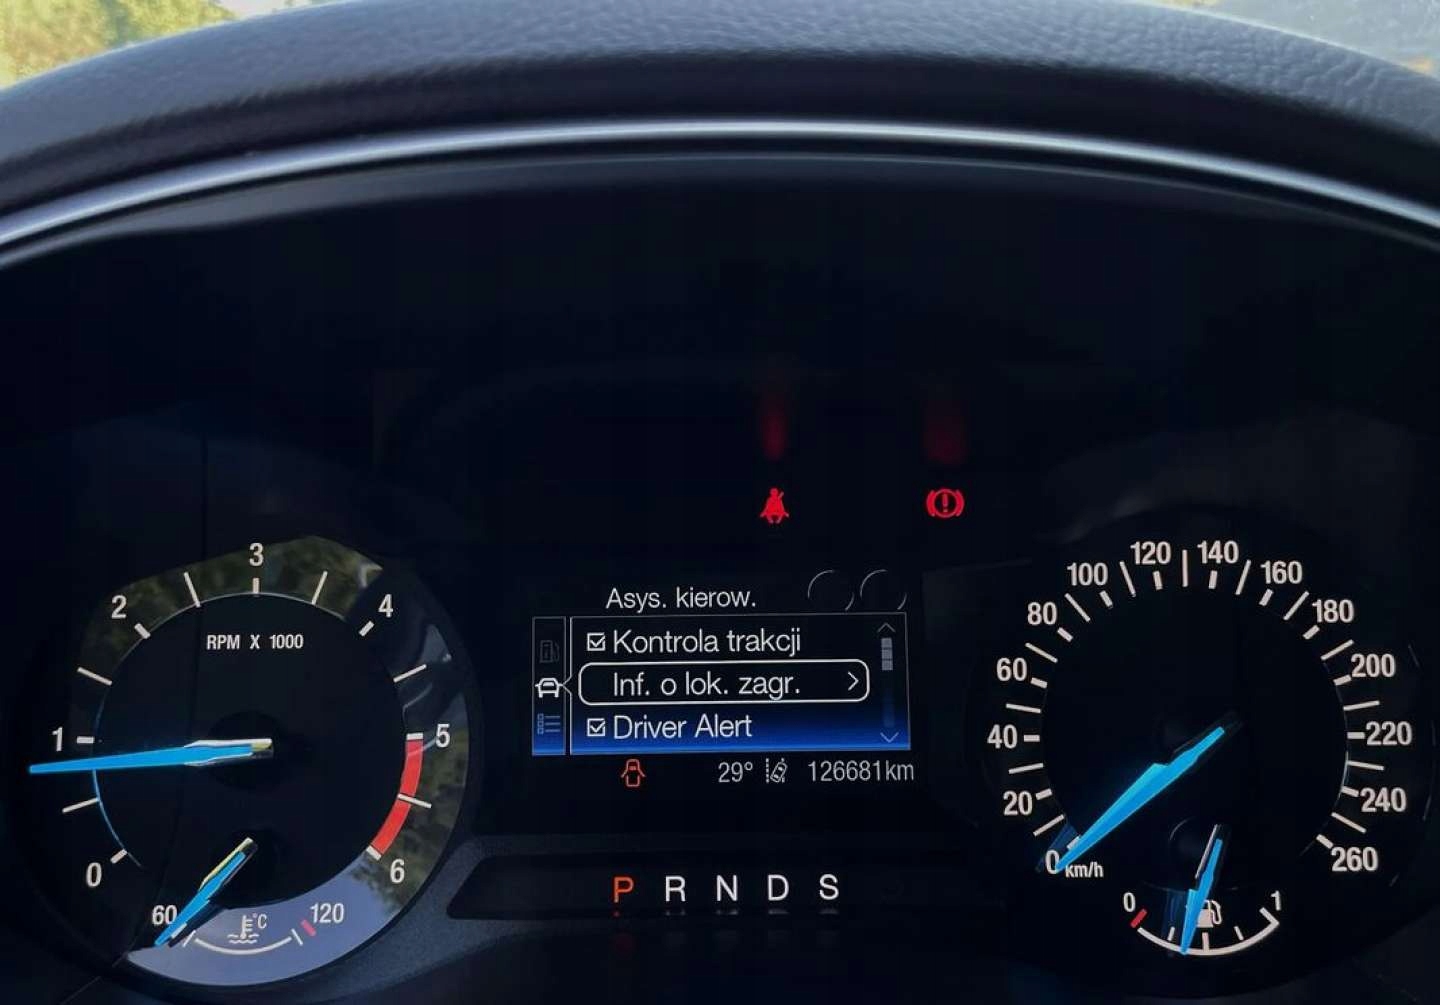 Asys. kierow.
Kontrola trakcji
Inf. o lok. zagr.
Driver Alert
29° 126681km
P R N D S
0 1 2 3 4 5 6
RPM X 1000
60 °C 120
0 20 40 60 80 100 120 140 160 180 200 220 240 260
km/h
0 1